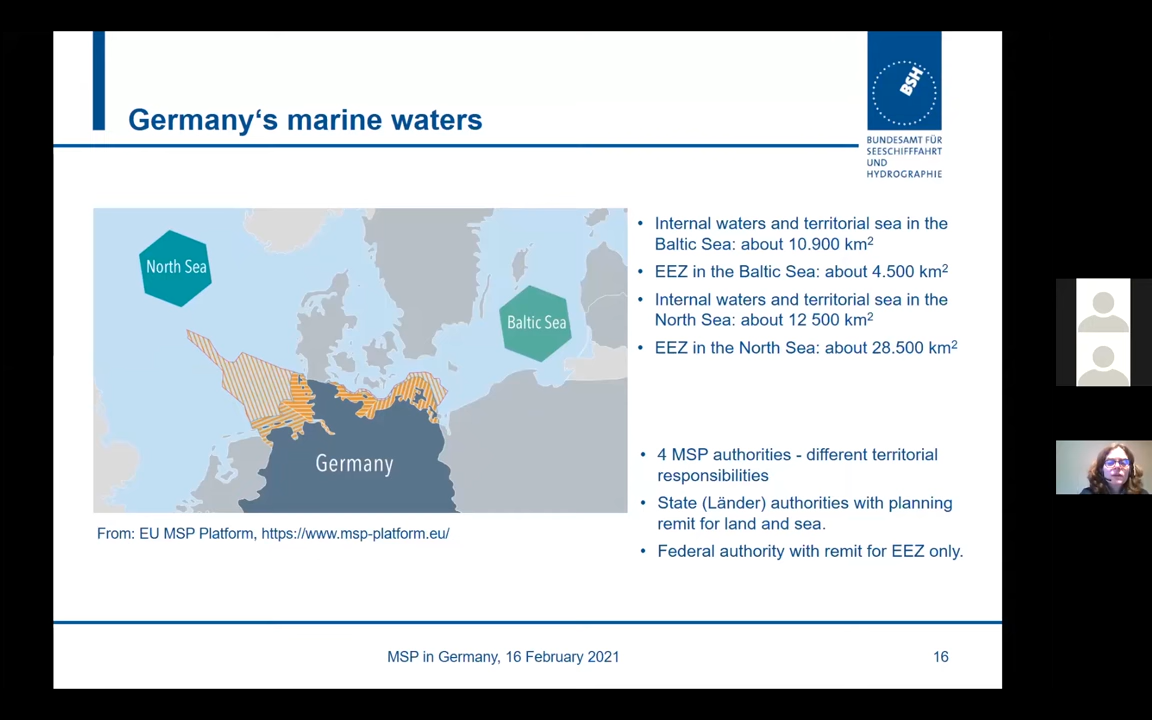 Germany‘s marine waters
BSH
BUNDESAMT FÜR
SEESCHIFFFAHRT
UND
HYDROGRAPHIE
North Sea
Baltic Sea
Germany
From: EU MSP Platform, https://www.msp-platform.eu/
• Internal waters and territorial sea in the
Baltic Sea: about 10.900 km²
• EEZ in the Baltic Sea: about 4.500 km²
• Internal waters and territorial sea in the
North Sea: about 12 500 km²
• EEZ in the North Sea: about 28.500 km²
• 4 MSP authorities - different territorial
responsibilities
• State (Länder) authorities with planning
remit for land and sea.
• Federal authority with remit for EEZ only.
MSP in Germany, 16 February 2021
16